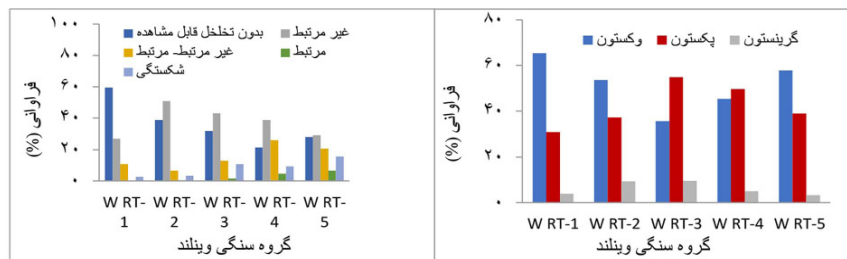 بدون تخلخل قابل مشاهده غیر مرتبط
غیر مرتبط۔ مرتبط مرتبط
شکستگی
فراوانی (%)
۱۰۰
۸۰
۶۰
۴۰
۲۰
۰
W RT-1 W RT-2 W RT-3 W RT-4 W RT-5
گروه سنگی وینلند
وکستون پکستون گرینستون
فراوانی (%)
۸۰
۶۰
۴۰
۲۰
۰
W RT-1 W RT-2 W RT-3 W RT-4 W RT-5
گروه سنگی وینلند